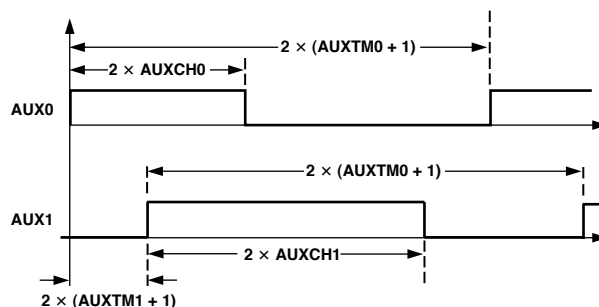 2 × (AUXTM0 + 1)
2 × AUXCH0
AUX0
2 × (AUXTM0 + 1)
AUX1
2 × AUXCH1
2 × (AUXTM1 + 1)